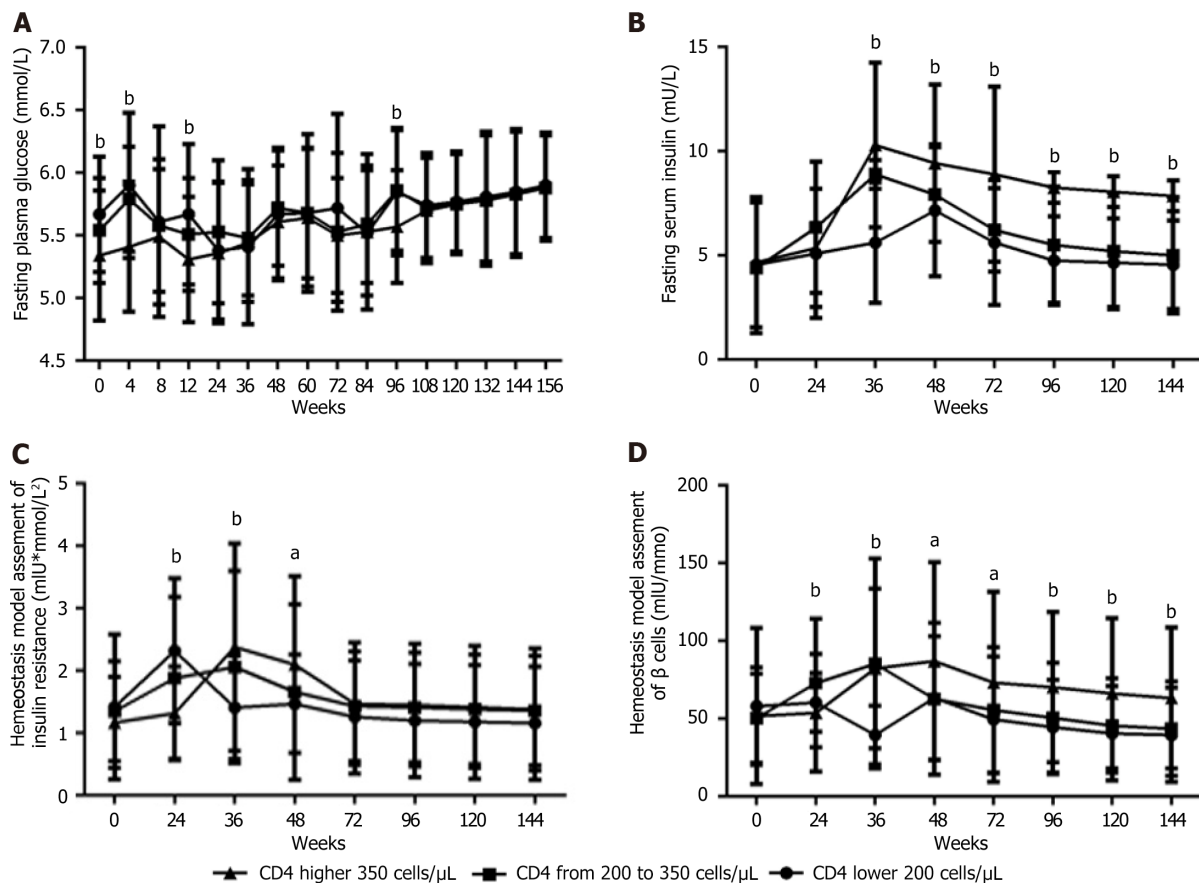 A
Fasting plasma glucose (mmol/L)
7.0
6.5
6.0
5.5
5.0
4.5
b
b
b
b
0 4 8 12 24 36 48 60 72 84 96 108 120 132 144 156
Weeks
B
Fasting serum insulin (mU/L)
15
10
5
0
b
b
b
b
b
b
0 24 36 48 72 96 120 144
Weeks
C
Hemeostasis model assement of
insulin resistance (mIU*mmol/L²)
5
4
3
2
1
0
b
b
a
0 24 36 48 72 96 120 144
Weeks
D
Hemeostasis model assement
of β cells (mIU/mmo)
200
150
100
50
0
b
b
a
a
b
b
b
0 24 36 48 72 96 120 144
Weeks
CD4 higher 350 cells/µL CD4 from 200 to 350 cells/µL CD4 lower 200 cells/µL